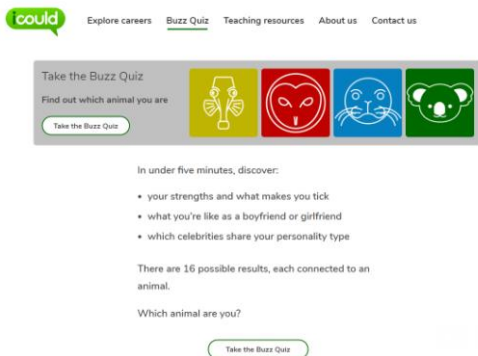 icould
Explore careers Buzz Quiz Teaching resources About us Contact us
Take the Buzz Quiz
Find out which animal you are
Take the Buzz Quiz
In under five minutes, discover:
• your strengths and what makes you tick
• what you're like as a boyfriend or girlfriend
• which celebrities share your personality type
There are 16 possible results, each connected to an
animal.
Which animal are you?
Take the Buzz Quiz